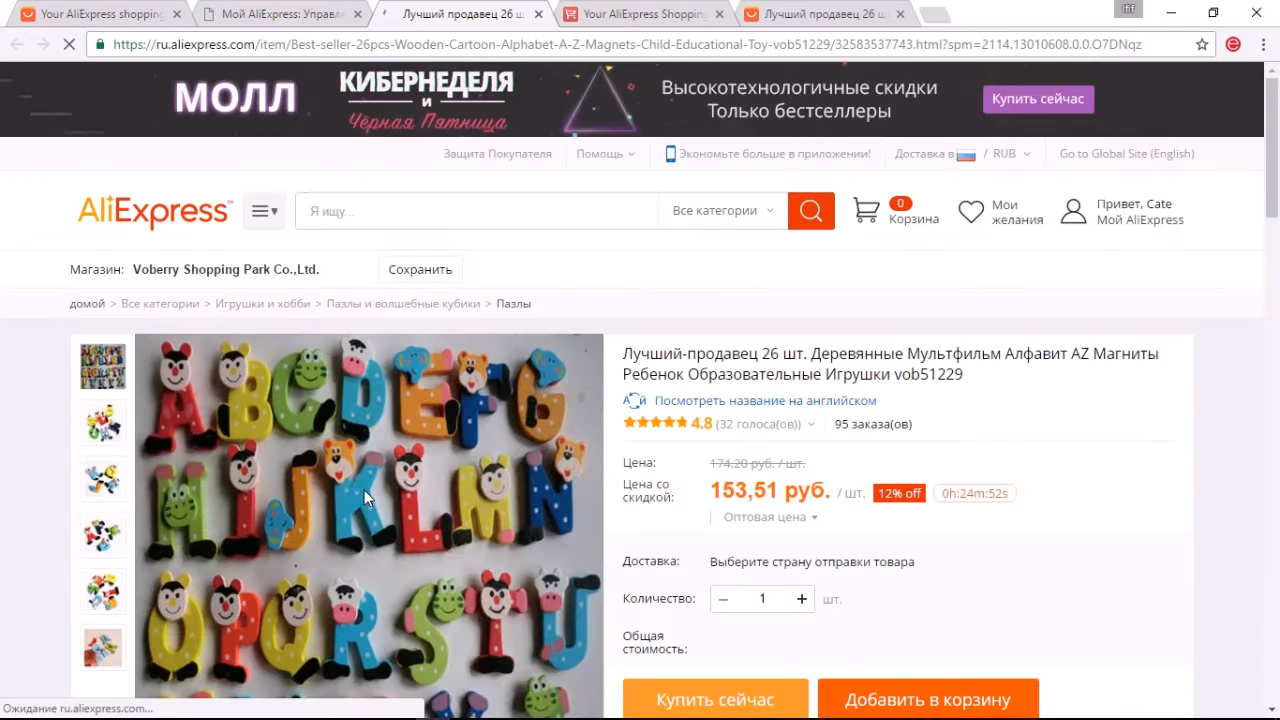 Your AliExpress shopping
Мой AliExpress: Управл
Лучший продавец 26 ш
Your AliExpress Shopping
Лучший продавец 26 ш
https://ru.aliexpress.com/item/Best-seller-26pcs-Wooden-Cartoon-Alphabet-A-Z-Magnets-Child-Educational-Toy-vob51229/32583537743.html?spm=2114.13010608.0.0.O7DNqz
МОЛЛ
КИБЕРНЕДЕЛЯ
и
Чёрная Пятница
Высокотехнологичные скидки
Только бестселлеры
Купить сейчас
Защита Покупателя
Помощь
Экономьте больше в приложении!
Доставка в / RUB
Go to Global Site (English)
AliExpress™
Я ищу...
Все категории
0
Корзина
Мои
желания
Привет, Cate
Мой AliExpress
Магазин: Voberry Shopping Park Co.,Ltd.
Сохранить
домой > Все категории > Игрушки и хобби > Пазлы и волшебные кубики > Пазлы
A B C D E F G
H I J K L M N
O P Q R S T U
Лучший-продавец 26 шт. Деревянные Мультфильм Алфавит AZ Магниты
Ребенок Образовательные Игрушки vob51229
Посмотреть название на английском
4.8 (32 голоса(ов)) 95 заказа(ов)
Цена: 174,20 руб. / шт.
Цена со
скидкой: 153,51 руб. / шт. 12% off 0h:24m:52s
Оптовая цена
Доставка: Выберите страну отправки товара
Количество: – 1 + шт.
Общая
стоимость:
Купить сейчас
Добавить в корзину
Ожидание ru.aliexpress.com...